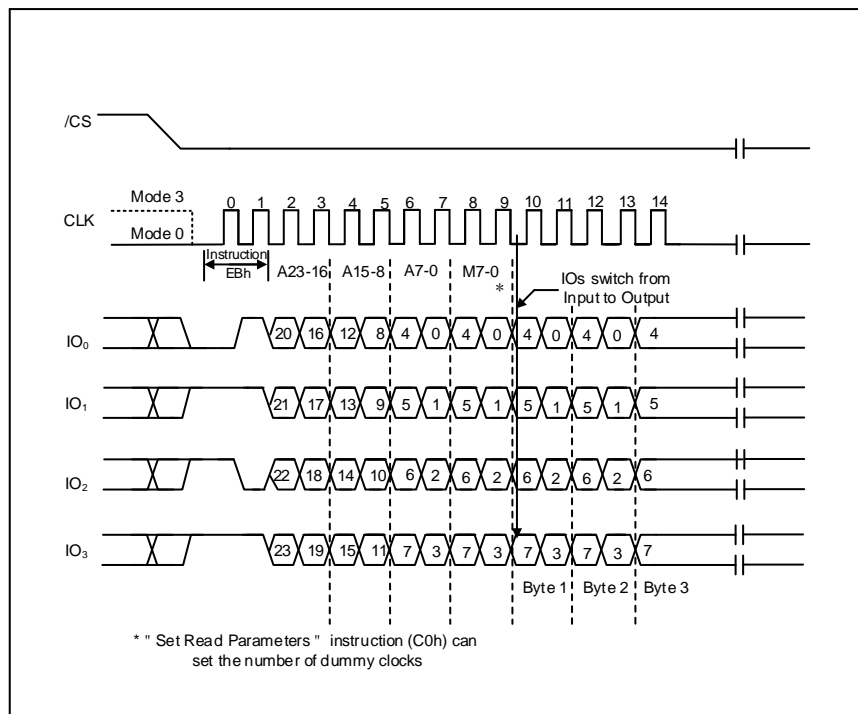 /CS
Mode 3
0 1 2 3 4 5 6 7 8 9 10 11 12 13 14
CLK
Mode 0
Instruction
EBh
A23-16 A15-8 A7-0 M7-0
*
IOs switch from
Input to Output
IO₀ 20 16 12 8 4 0 4 0 4 0 4 0 4
IO₁ 21 17 13 9 5 1 5 1 5 1 5 1 5
IO₂ 22 18 14 10 6 2 6 2 6 2 6 2 6
IO₃ 23 19 15 11 7 3 7 3 7 3 7 3 7
Byte 1 Byte 2 Byte 3
* " Set Read Parameters " instruction (C0h) can
set the number of dummy clocks